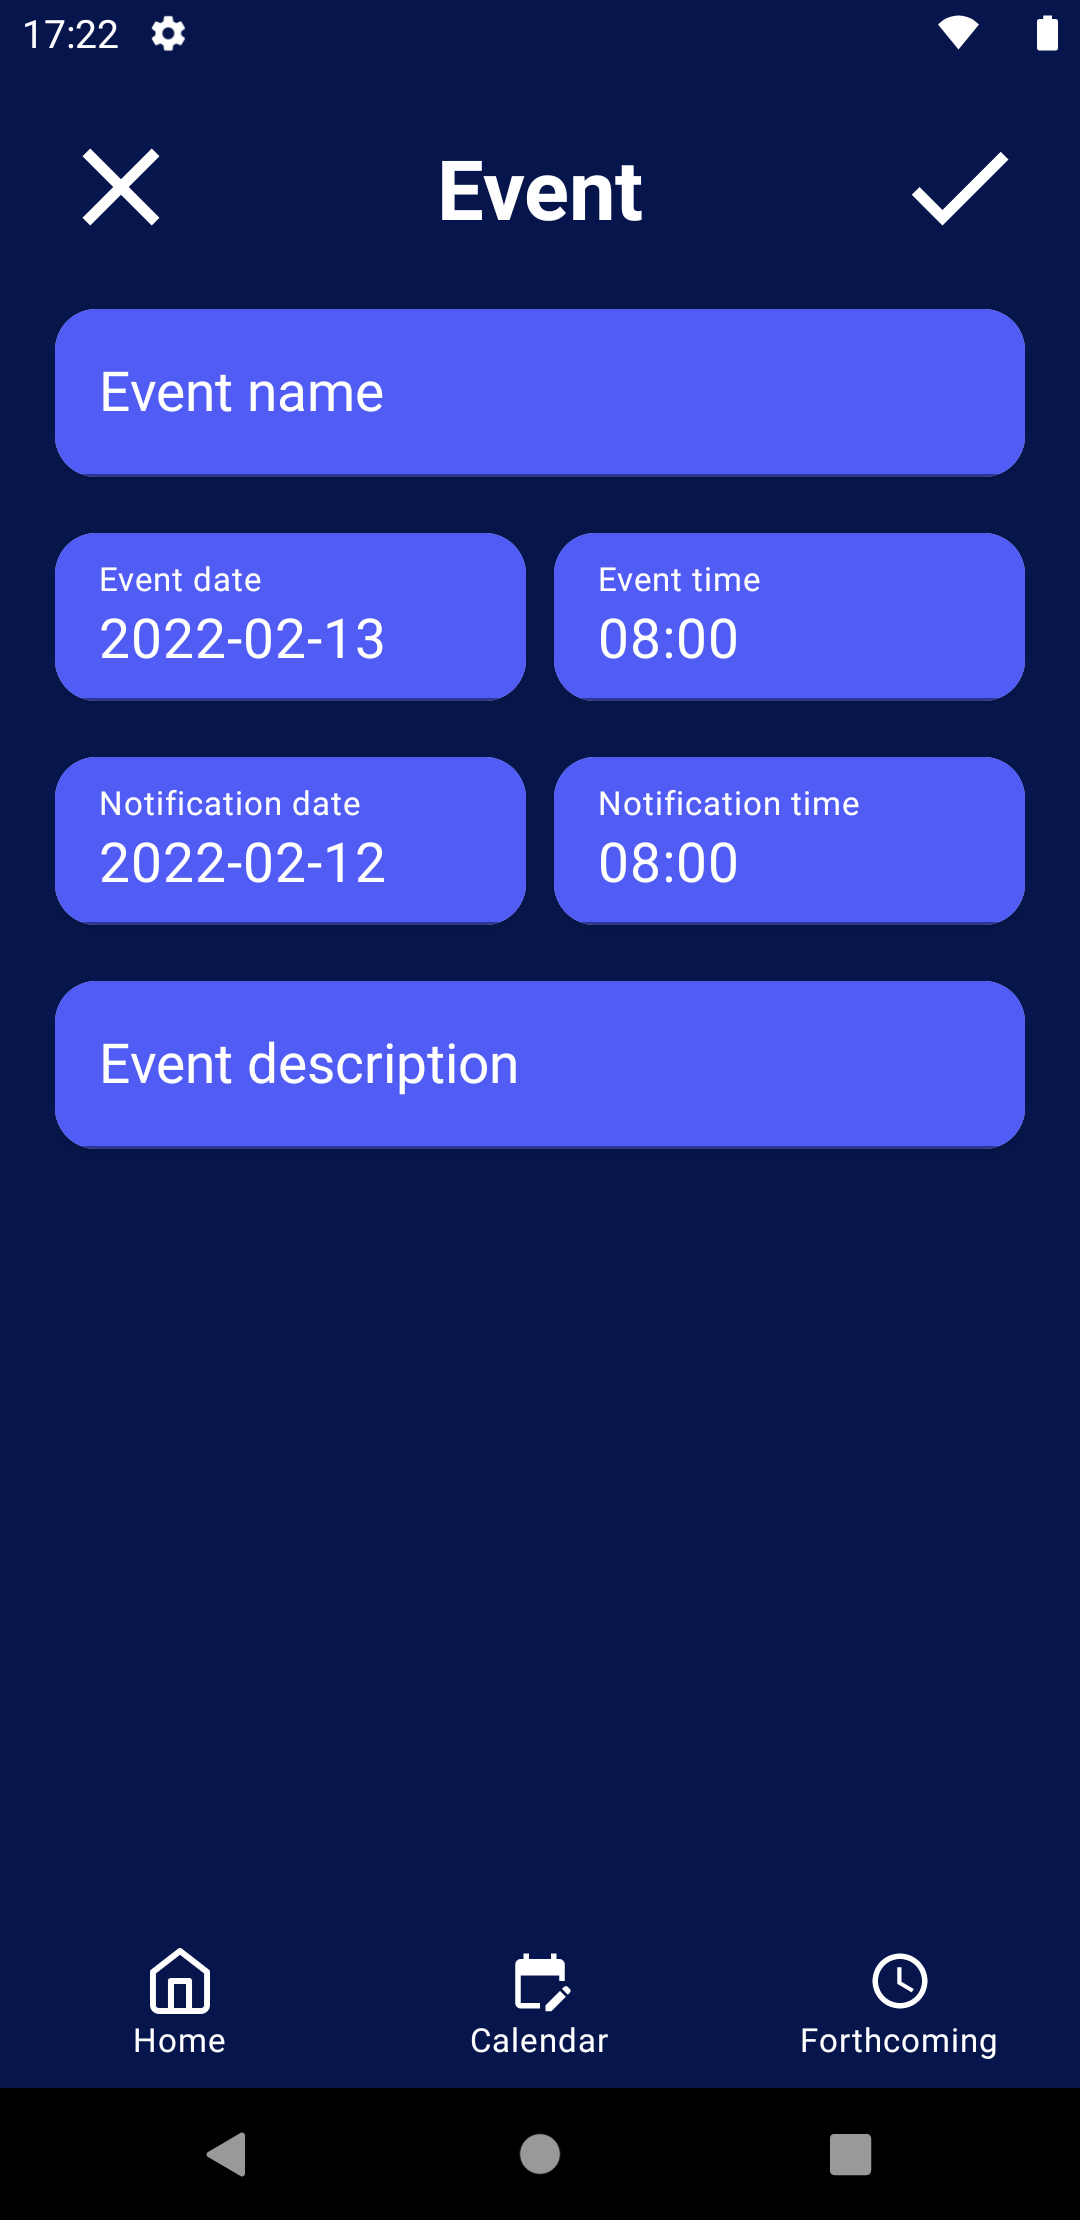 17:22
Event
Event name
Event date
2022-02-13
Event time
08:00
Notification date
2022-02-12
Notification time
08:00
Event description
Home
Calendar
Forthcoming